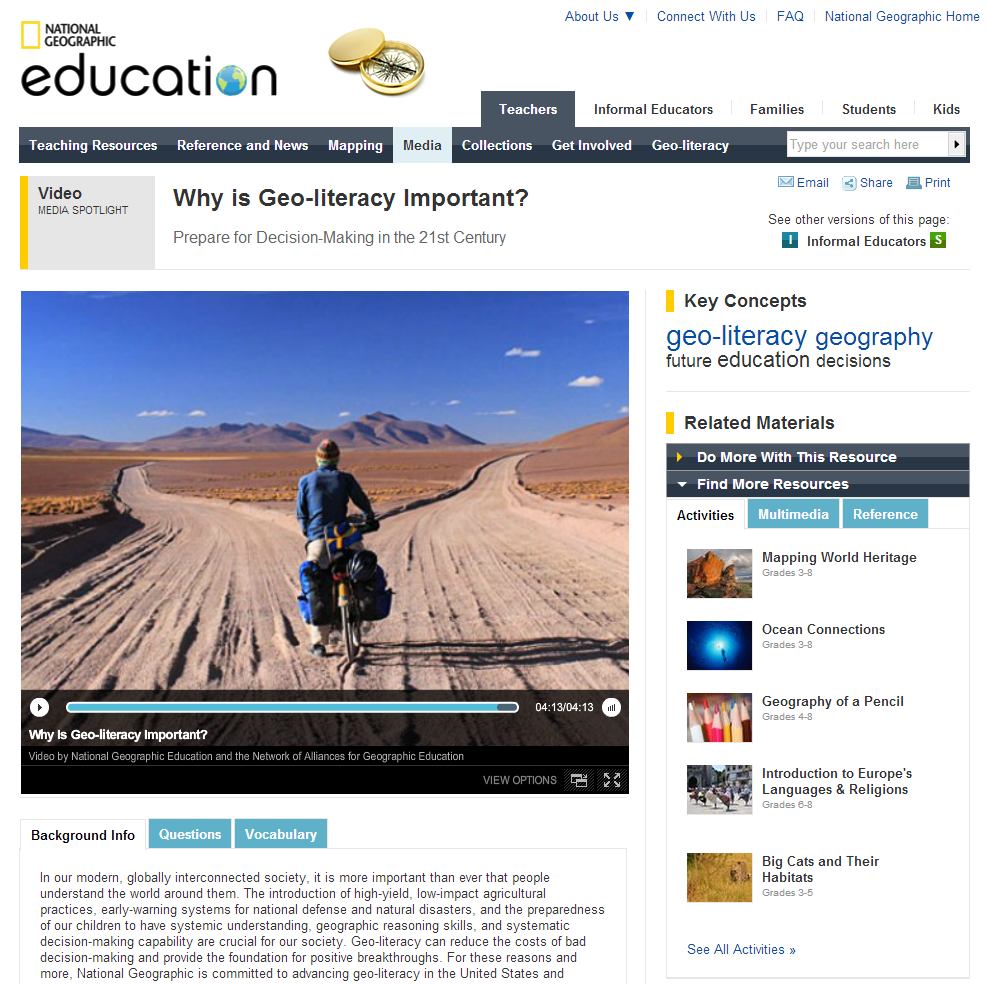 About Us ▼
Connect With Us
FAQ
National Geographic Home
NATIONAL
GEOGRAPHIC
education
Teachers
Informal Educators
Families
Students
Kids
Teaching Resources
Reference and News
Mapping
Media
Collections
Get Involved
Geo-literacy
Type your search here
Video
MEDIA SPOTLIGHT
Why is Geo-literacy Important?
Prepare for Decision-Making in the 21st Century
Email
Share
Print
See other versions of this page:
I Informal Educators S
04:13/04:13
Why Is Geo-literacy Important?
Video by National Geographic Education and the Network of Alliances for Geographic Education
VIEW OPTIONS
Background Info
Questions
Vocabulary
In our modern, globally interconnected society, it is more important than ever that people
understand the world around them. The introduction of high-yield, low-impact agricultural
practices, early-warning systems for national defense and natural disasters, and the preparedness
of our children to have systemic understanding, geographic reasoning skills, and systematic
decision-making capability are crucial for our society. Geo-literacy can reduce the costs of bad
decision-making and provide the foundation for positive breakthroughs. For these reasons and
more, National Geographic is committed to advancing geo-literacy in the United States and
Key Concepts
geo-literacy geography
future education decisions
Related Materials
Do More With This Resource
Find More Resources
Activities
Multimedia
Reference
Mapping World Heritage
Grades 3-8
Ocean Connections
Grades 3-8
Geography of a Pencil
Grades 4-8
Introduction to Europe's
Languages & Religions
Grades 6-8
Big Cats and Their
Habitats
Grades 3-5
See All Activities »